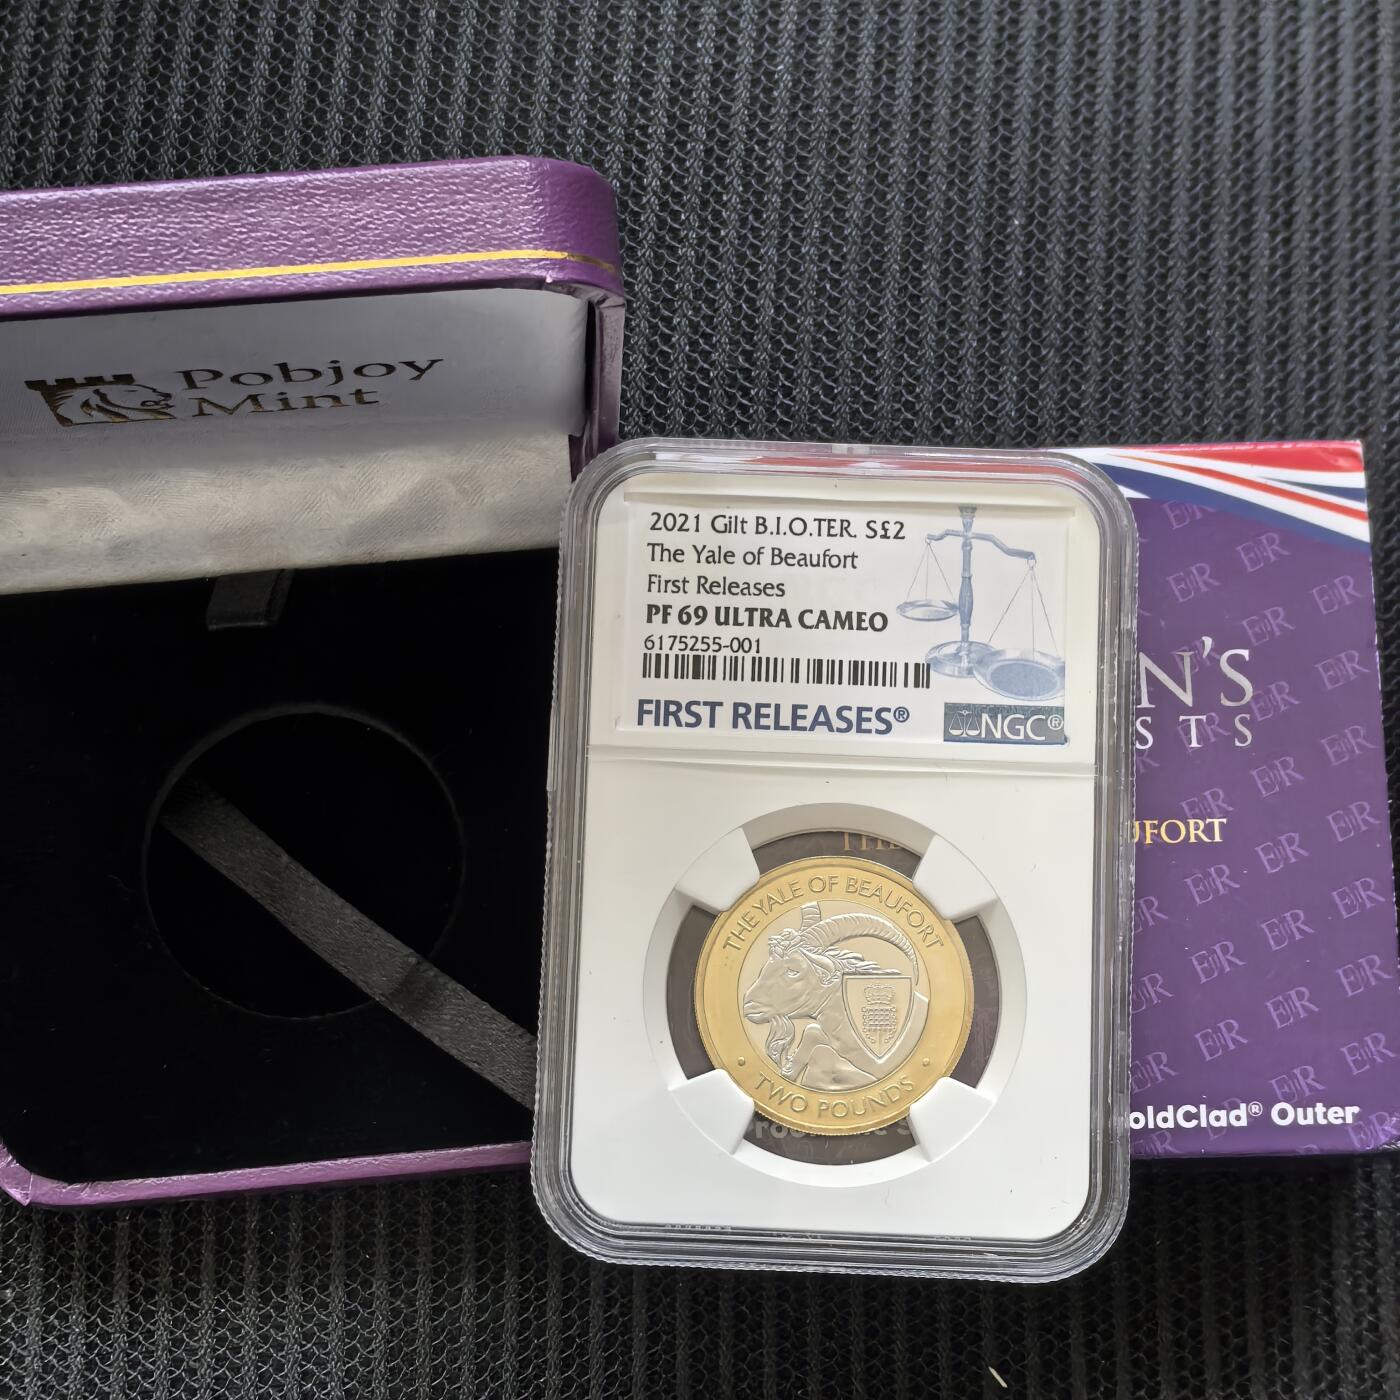 Pobjoy
Mint
2021 Gilt B.I.O.TER. S£2
The Yale of Beaufort
First Releases
PF 69 ULTRA CAMEO
6175255-001
FIRST RELEASES®
NGC®
THE YALE OF BEAUFORT
TWO POUNDS
N'S
STS
UFORT
oldClad® Outer